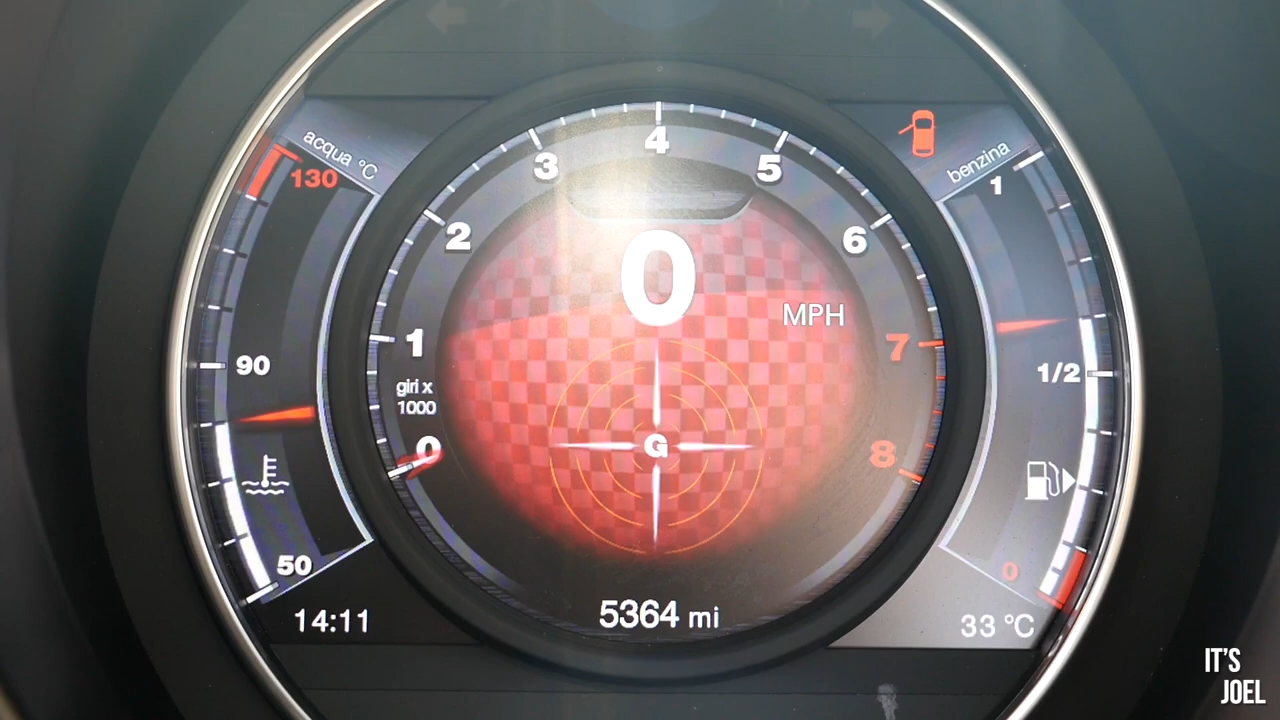 acqua °C
130
90
50
14:11
3
4
5
2
6
1
7
giri x
1000
0
8
0
MPH
G
5364 mi
benzina
1
1/2
0
33 °C
IT'S
JOEL